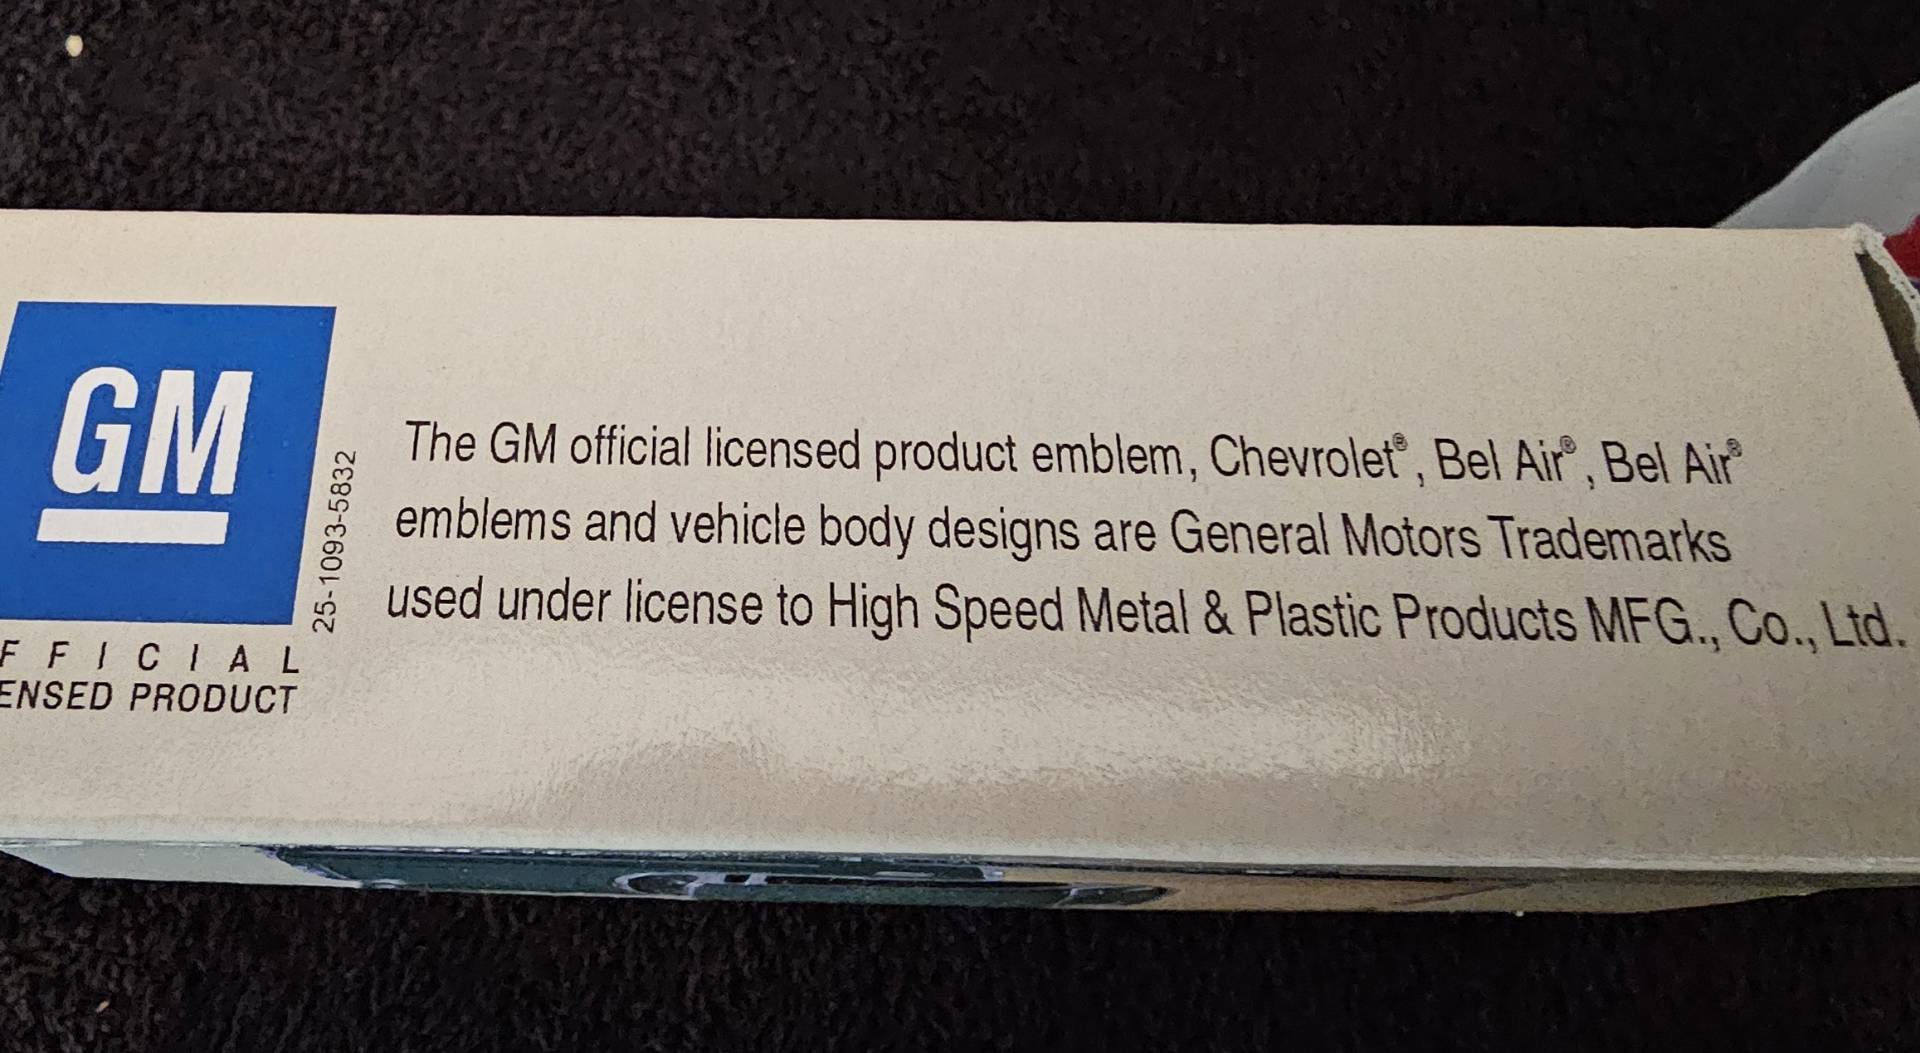 GM
FFICIAL
ENSED PRODUCT
25-1093-5832
The GM official licensed product emblem, Chevrolet®, Bel Air®, Bel Air®
emblems and vehicle body designs are General Motors Trademarks
used under license to High Speed Metal & Plastic Products MFG., Co., Ltd.